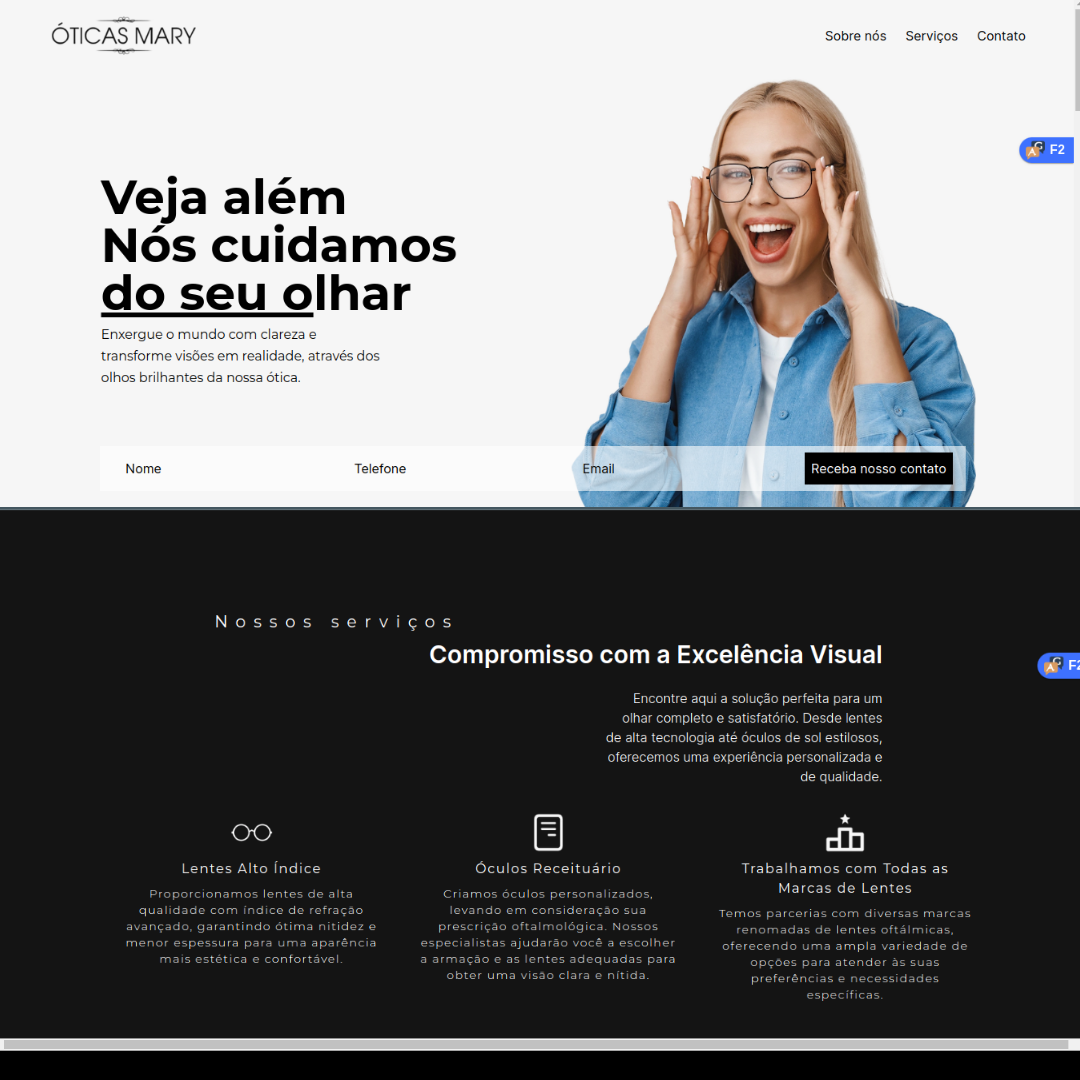 ÓTICAS MARY
Sobre nós Serviços Contato
F2
Veja além
Nós cuidamos
do seu olhar
Enxergue o mundo com clareza e
transforme visões em realidade, através dos
olhos brilhantes da nossa ótica.
Nome Telefone Email Receba nosso contato
Nossos serviços
Compromisso com a Excelência Visual
F2
Encontre aqui a solução perfeita para um
olhar completo e satisfatório. Desde lentes
de alta tecnologia até óculos de sol estilosos,
oferecemos uma experiência personalizada e
de qualidade.
Lentes Alto Índice
Proporcionamos lentes de alta
qualidade com índice de refração
avançado, garantindo ótima nitidez e
menor espessura para uma aparência
mais estética e confortável.
Óculos Receituário
Criamos óculos personalizados,
levando em consideração sua
prescrição oftalmológica. Nossos
especialistas ajudarão você a escolher
a armação e as lentes adequadas para
obter uma visão clara e nítida.
Trabalhamos com Todas as
Marcas de Lentes
Temos parcerias com diversas marcas
renomadas de lentes oftálmicas,
oferecendo uma ampla variedade de
opções para atender às suas
preferências e necessidades
específicas.